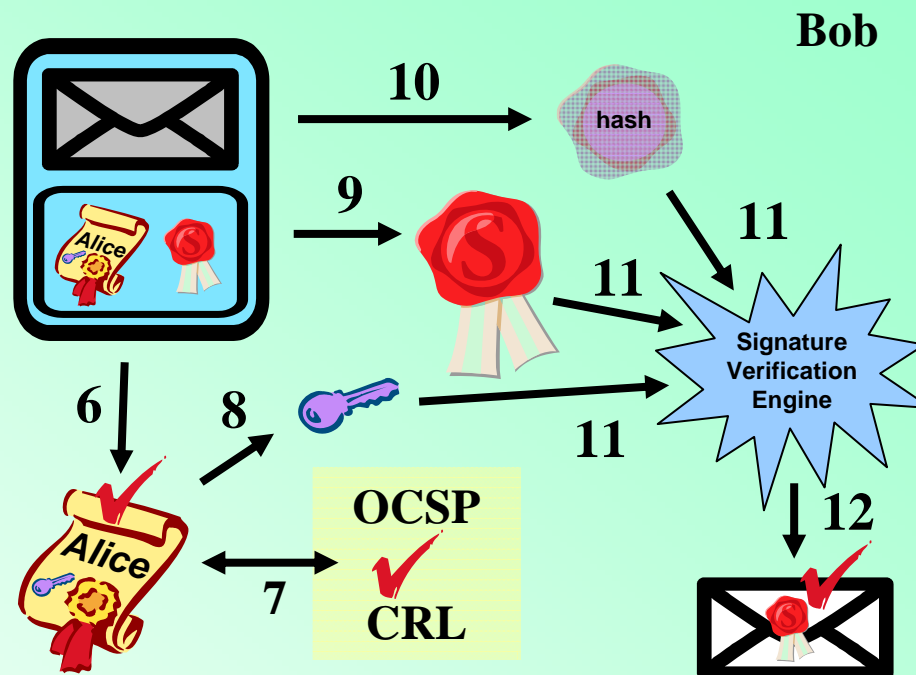 Bob
10
hash
9
Alice
S
S
11
11
Signature
Verification
Engine
6
8
11
OCSP
CRL
7
Alice
12
S